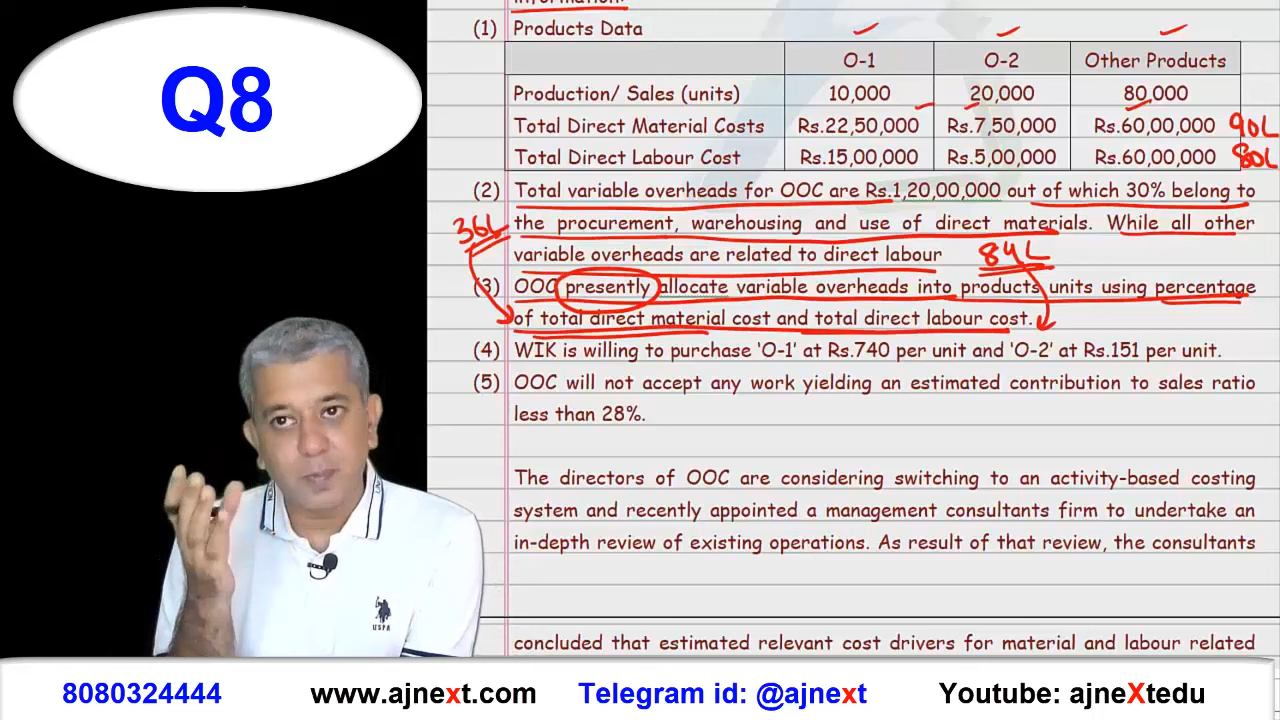 Q8
information:
(1) Products Data
O-1 O-2 Other Products
Production/ Sales (units) 10,000 20,000 80,000
Total Direct Material Costs Rs.22,50,000 Rs.7,50,000 Rs.60,00,000 90L
Total Direct Labour Cost Rs.15,00,000 Rs.5,00,000 Rs.60,00,000 80L
(2) Total variable overheads for OOC are Rs.1,20,00,000 out of which 30% belong to
the procurement, warehousing and use of direct materials. While all other
36L
variable overheads are related to direct labour 84L
(3) OOC presently allocate variable overheads into products units using percentage
of total direct material cost and total direct labour cost.
(4) WIK is willing to purchase ‘O-1’ at Rs.740 per unit and ‘O-2’ at Rs.151 per unit.
(5) OOC will not accept any work yielding an estimated contribution to sales ratio
less than 28%.
The directors of OOC are considering switching to an activity-based costing
system and recently appointed a management consultants firm to undertake an
in-depth review of existing operations. As result of that review, the consultants
concluded that estimated relevant cost drivers for material and labour related
USPA
8080324444 www.ajnext.com Telegram id: @ajnext Youtube: ajneXtedu